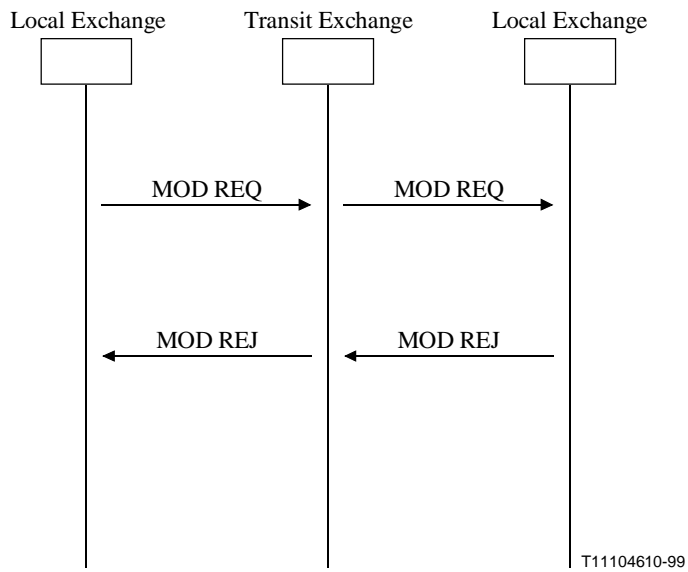 Local Exchange
Transit Exchange
Local Exchange
MOD REQ
MOD REQ
MOD REJ
MOD REJ
T11104610-99